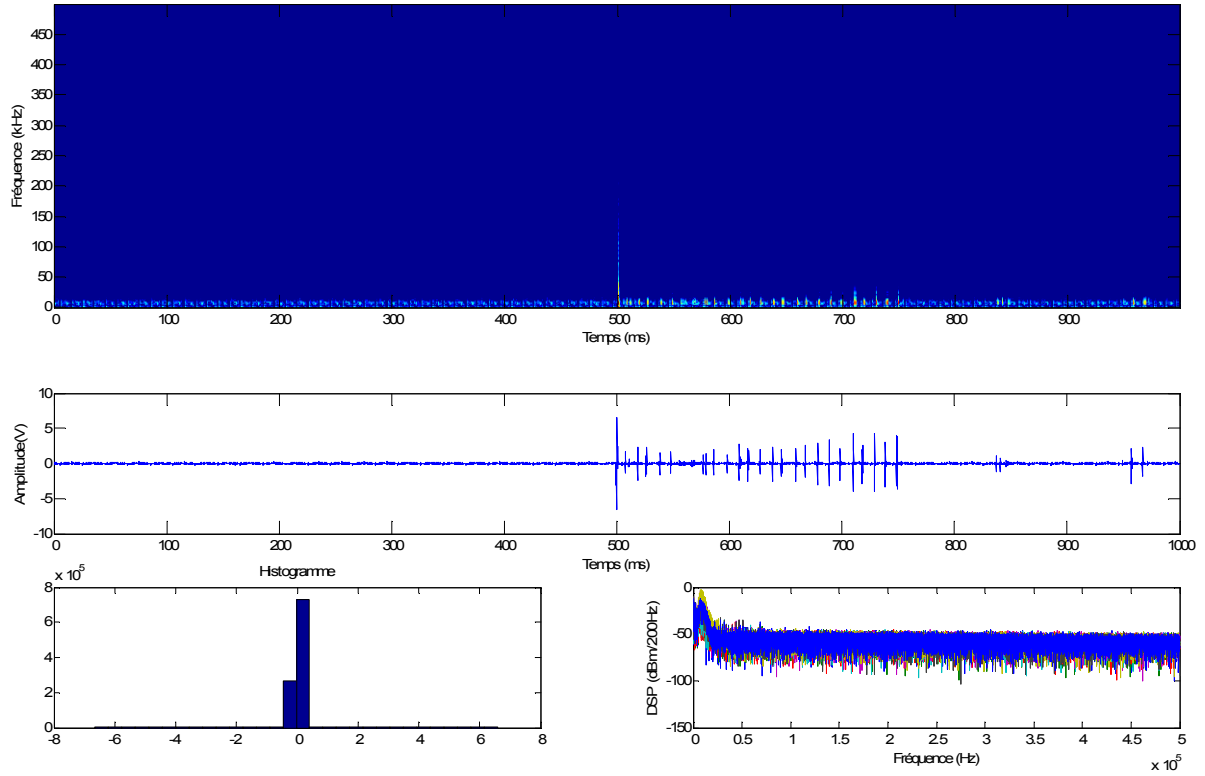 450
400
350
300
250
200
150
100
50
0
Fréquence (kHz)
0 100 200 300 400 500 600 700 800 900
Temps (ms)
10
5
0
-5
-10
Amplitude(V)
0 100 200 300 400 500 600 700 800 900 1000
Temps (ms)
Histogramme
x 10^5
8
6
4
2
0
-8 -6 -4 -2 0 2 4 6 8
0
-50
-100
-150
DSP (dBm/200Hz)
0 0.5 1 1.5 2 2.5 3 3.5 4 4.5 5
Fréquence (Hz)
x 10^5